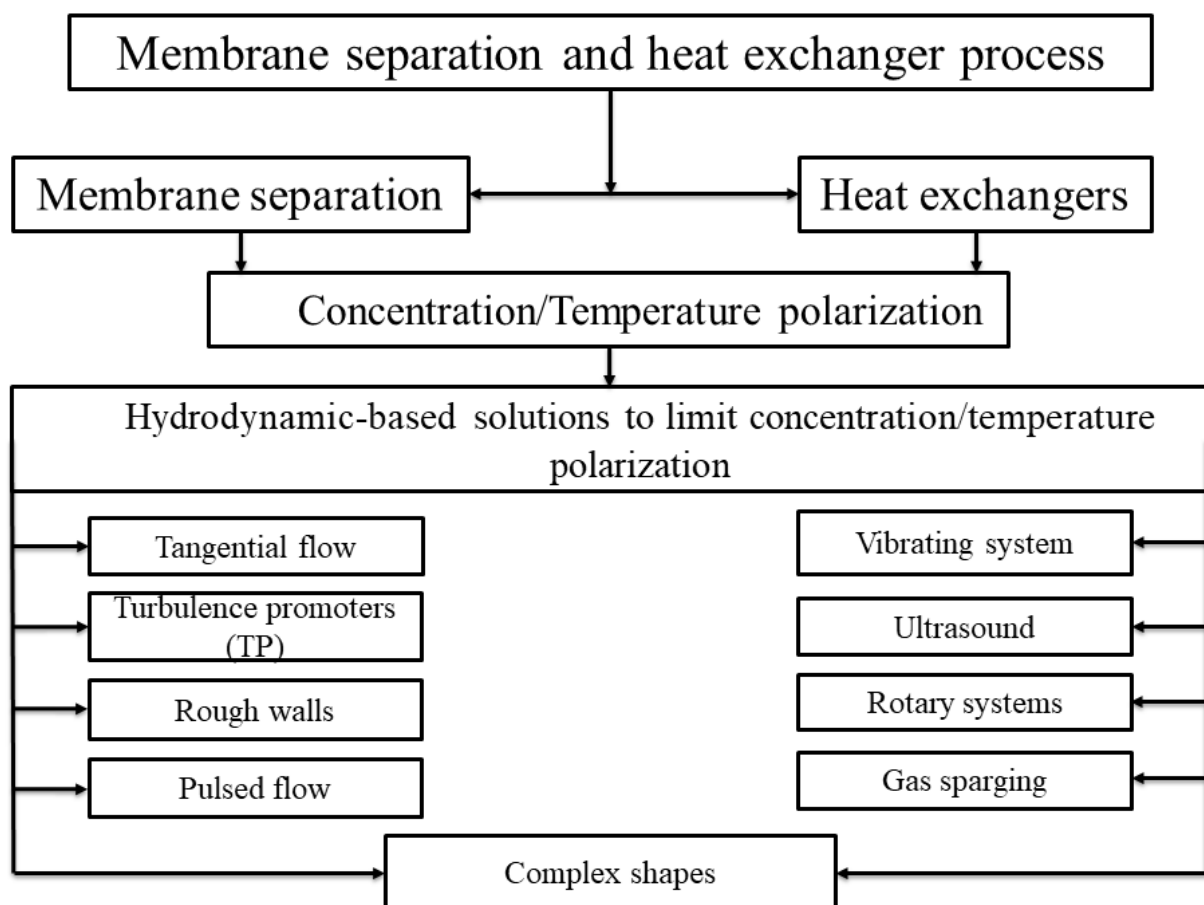 Membrane separation and heat exchanger process
Membrane separation
Heat exchangers
Concentration/Temperature polarization
Hydrodynamic-based solutions to limit concentration/temperature
polarization
Tangential flow
Turbulence promoters
(TP)
Rough walls
Pulsed flow
Vibrating system
Ultrasound
Rotary systems
Gas sparging
Complex shapes